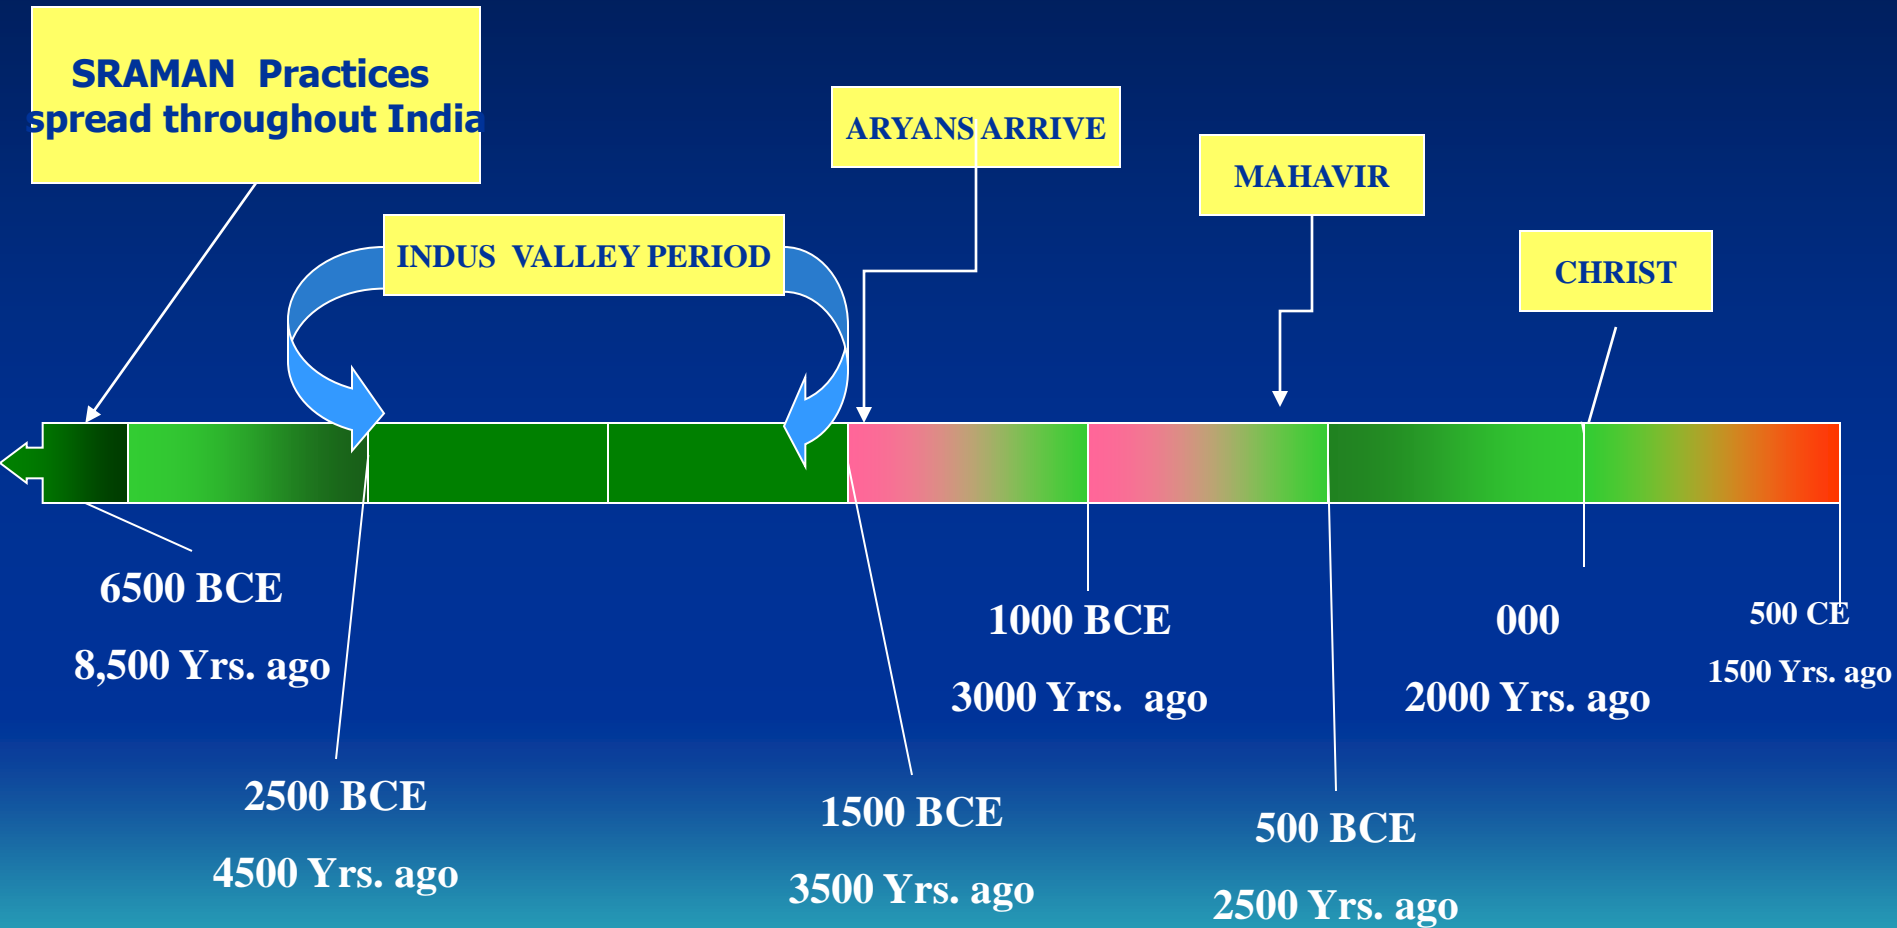 SRAMAN Practices
spread throughout India
ARYANS ARRIVE
MAHAVIR
INDUS VALLEY PERIOD
CHRIST
6500 BCE
8,500 Yrs. ago
2500 BCE
4500 Yrs. ago
1500 BCE
3500 Yrs. ago
1000 BCE
3000 Yrs. ago
500 BCE
2500 Yrs. ago
000
2000 Yrs. ago
500 CE
1500 Yrs. ago